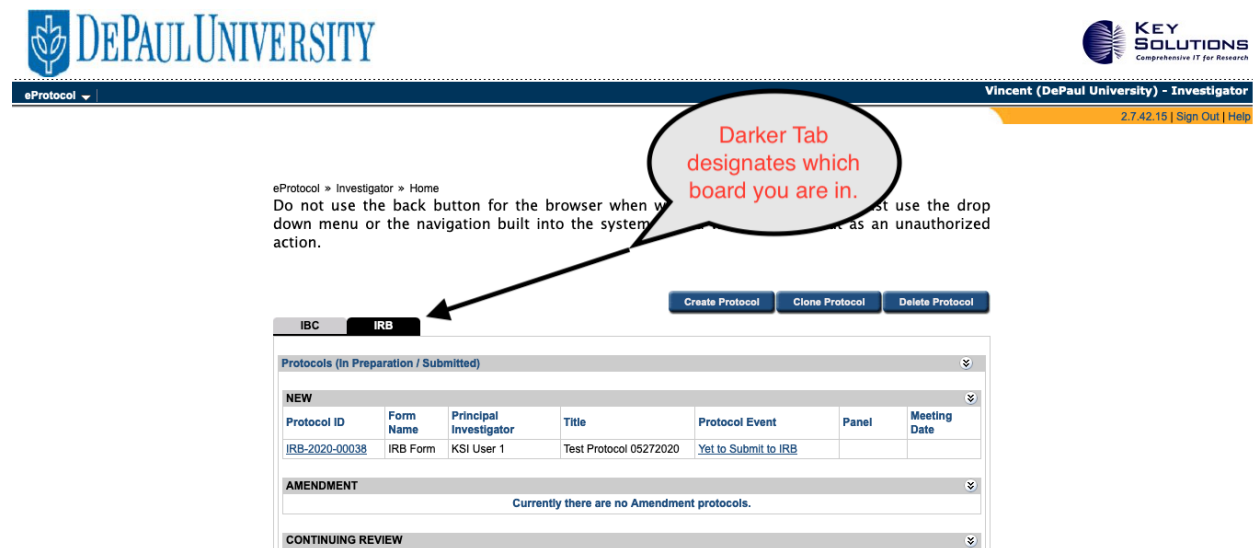 DEPAUL UNIVERSITY
KEY
SOLUTIONS
Comprehensive IT for Research
eProtocol
Vincent (DePaul University) - Investigator
2.7.42.15 | Sign Out | Help
Darker Tab
designates which
board you are in.
eProtocol » Investigator » Home
Do not use the back button for the browser when use the drop
down menu or the navigation built into the system as an unauthorized
action.
Create Protocol Clone Protocol Delete Protocol
IBC IRB
Protocols (In Preparation / Submitted)
NEW
Protocol ID Form Name Principal Investigator Title Protocol Event Panel Meeting Date
IRB-2020-00038 IRB Form KSI User 1 Test Protocol 05272020 Yet to Submit to IRB
AMENDMENT
Currently there are no Amendment protocols.
CONTINUING REVIEW